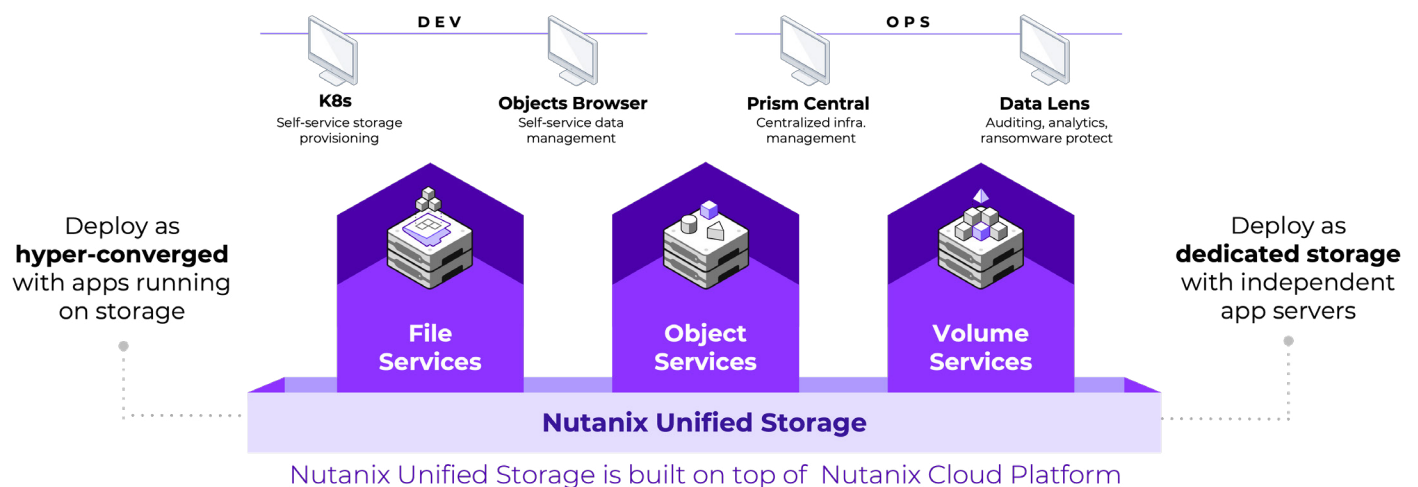 DEV
OPS
K8s
Self-service storage
provisioning
Objects Browser
Self-service data
management
Prism Central
Centralized infra.
management
Data Lens
Auditing, analytics,
ransomware protect
Deploy as
hyper-converged
with apps running
on storage
File
Services
Object
Services
Volume
Services
Deploy as
dedicated storage
with independent
app servers
Nutanix Unified Storage
Nutanix Unified Storage is built on top of Nutanix Cloud Platform